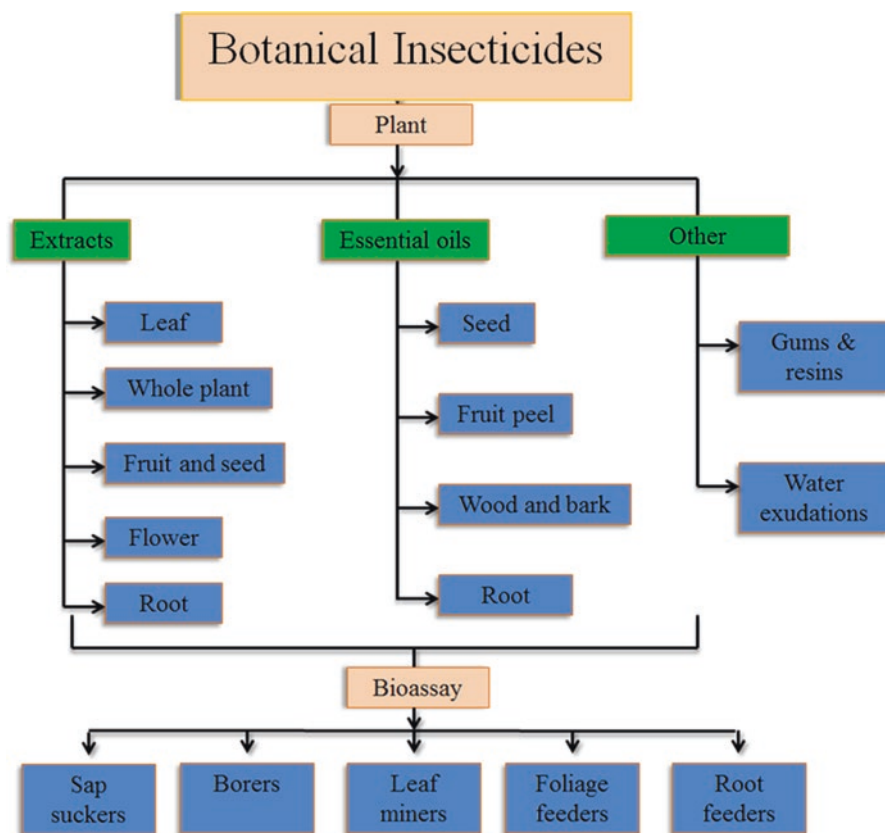 Botanical Insecticides
Plant
Extracts
Essential oils
Other
Leaf
Whole plant
Fruit and seed
Flower
Root
Seed
Fruit peel
Wood and bark
Root
Gums &
resins
Water
exudations
Bioassay
Sap
suckers
Borers
Leaf
miners
Foliage
feeders
Root
feeders